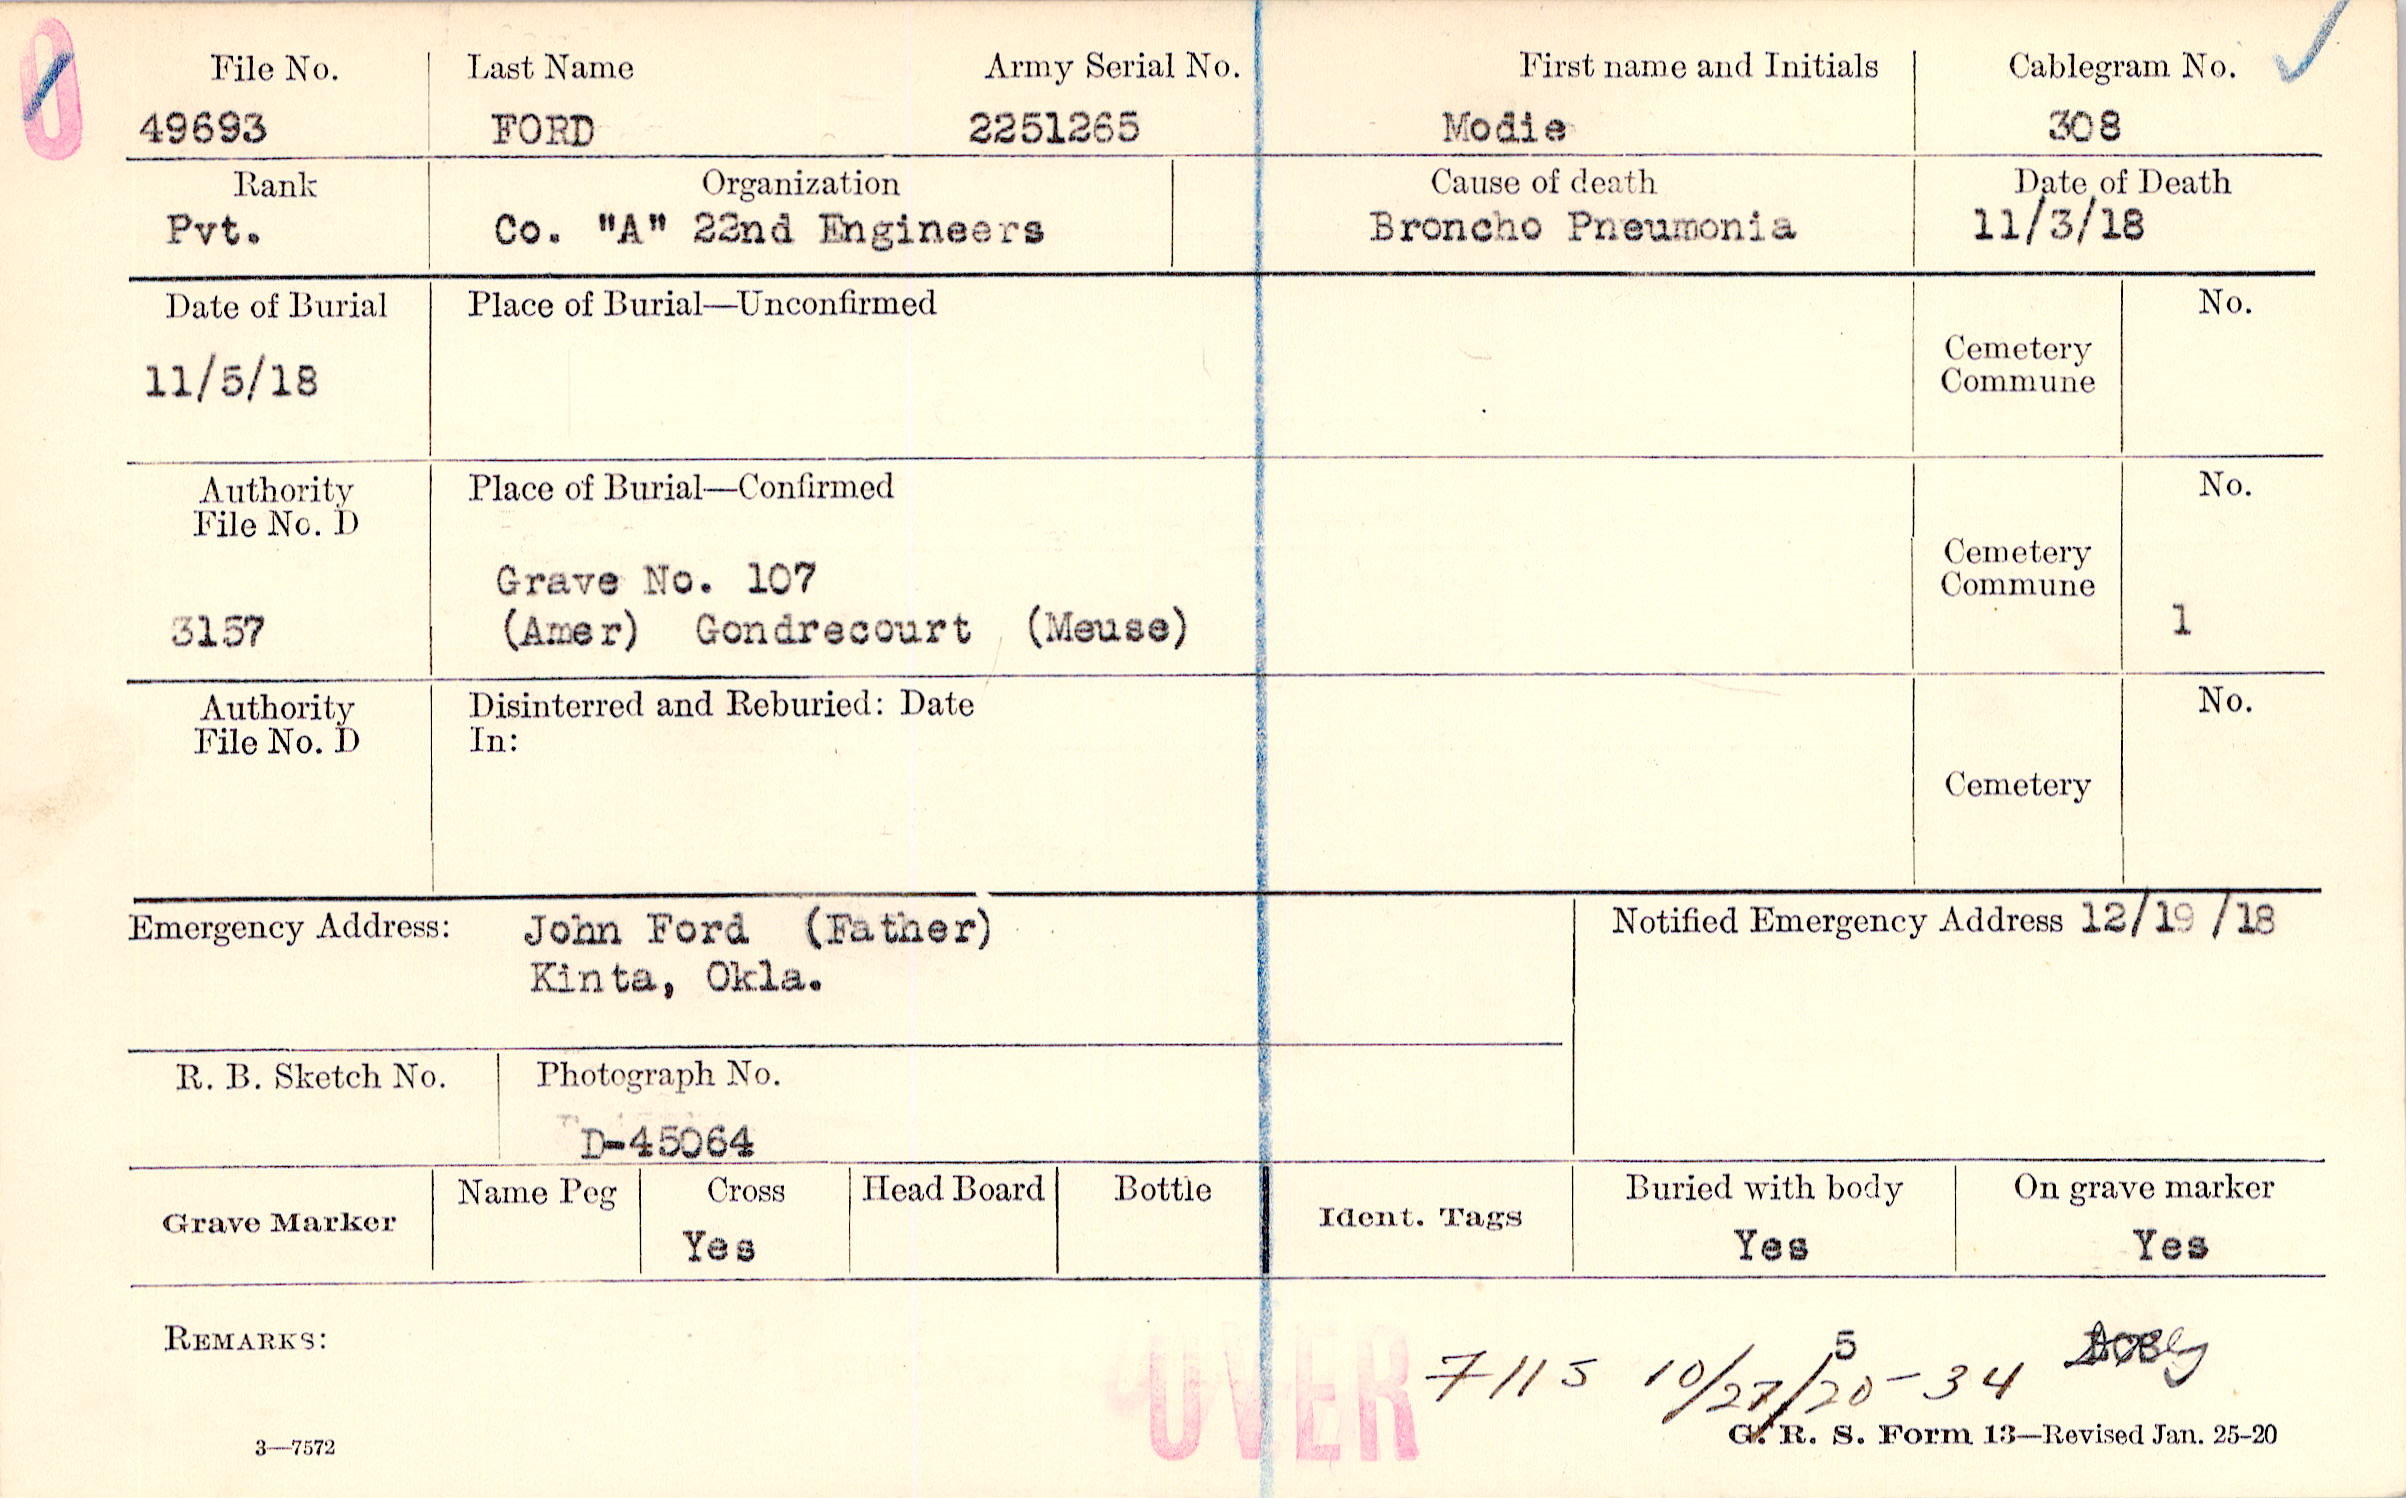 0
File No. Last Name Army Serial No. First name and Initials Cablegram No.
49693 FORD 2251265 Modie 308
Rank Organization Cause of death Date of Death
Pvt. Co. "A" 22nd Engineers Broncho Pneumonia 11/3/18
Date of Burial Place of Burial—Unconfirmed No.
Cemetery
Commune
11/5/18
Authority Place of Burial—Confirmed No.
File No. D
Cemetery
Grave No. 107 Commune
3157 (Amer) Gondrecourt (Meuse) 1
Authority Disinterred and Reburied: Date No.
File No. D In:
Cemetery
Emergency Address: John Ford (Father) Notified Emergency Address 12/19/18
Kinta, Okla.
R. B. Sketch No. Photograph No.
D-45064
Name Peg Cross Head Board Bottle Buried with body On grave marker
Grave Marker Ident. Tags
Yes Yes Yes
REMARKS:
5
7115 10/27/20-34
OVER
3—7572 G. R. S. Form 13—Revised Jan. 25-20